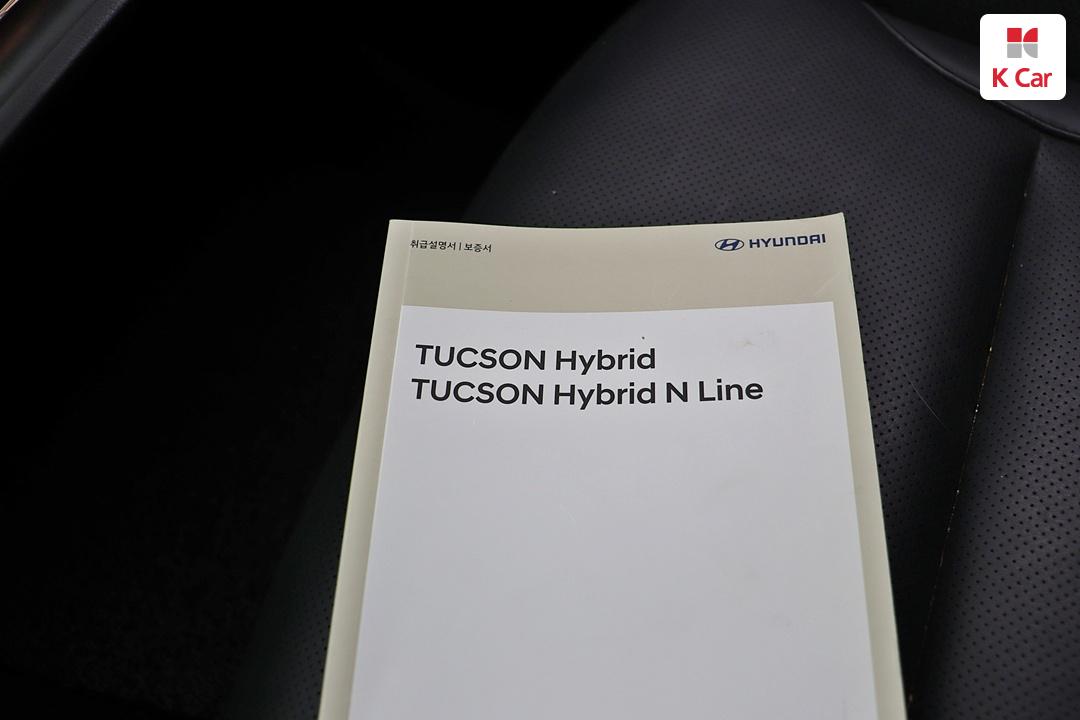 K Car
취급설명서 | 보증서
HYUNDAI
TUCSON Hybrid
TUCSON Hybrid N Line